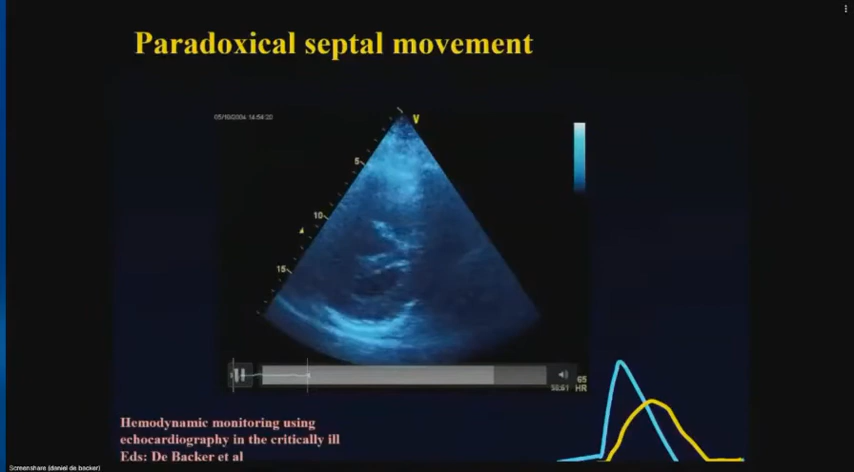 Paradoxical septal movement
05/19/2004 14:54:20
V
5
10
15
65
HR
Hemodynamic monitoring using
echocardiography in the critically ill
Eds: De Backer et al
Screenshare (daniel de backer)